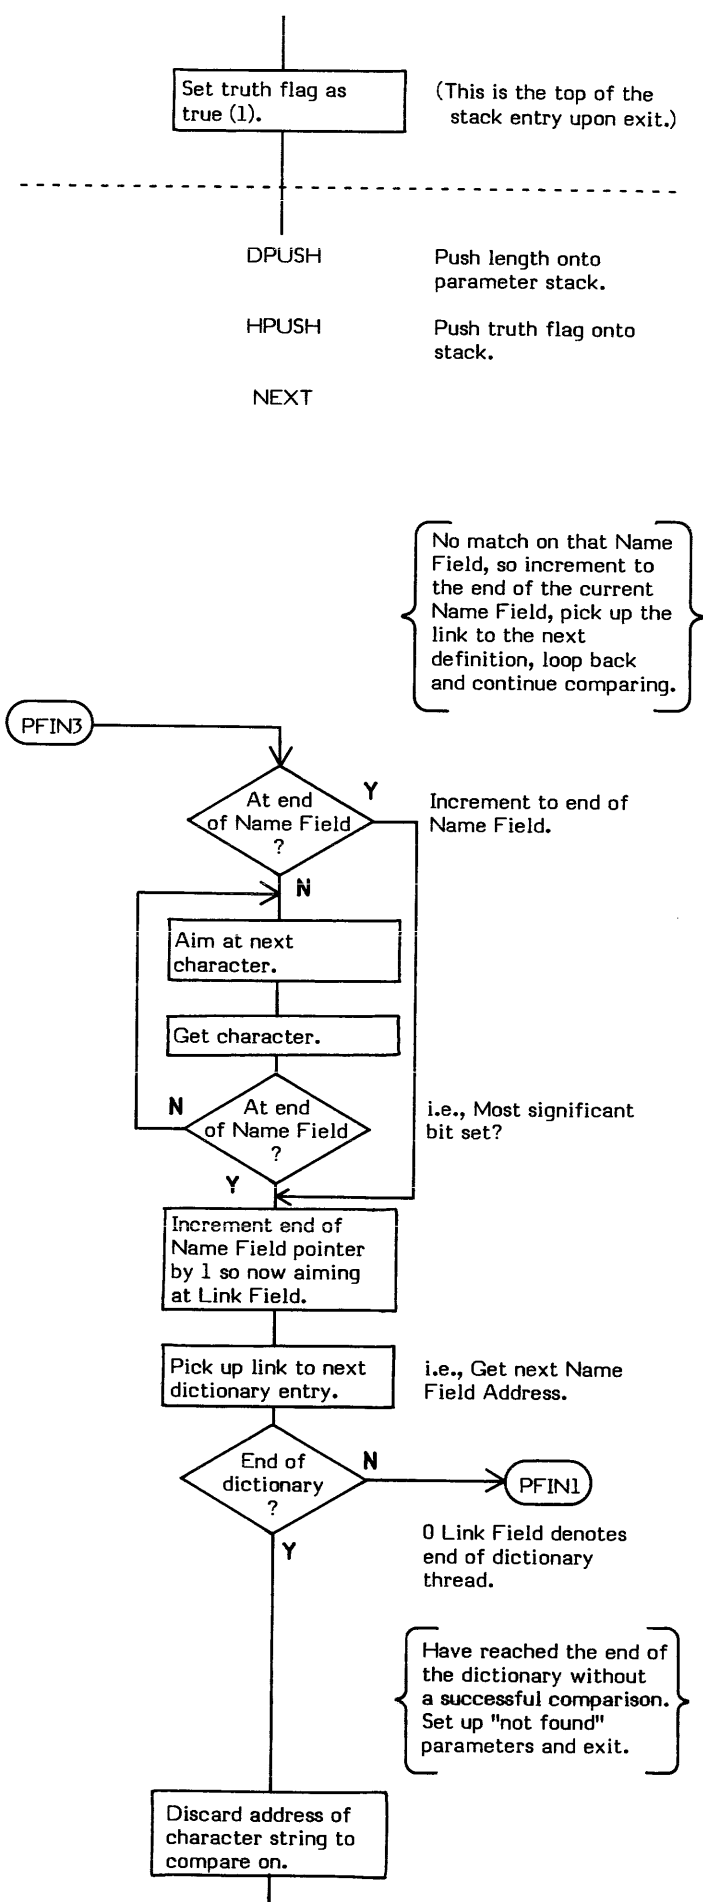 Set truth flag as
true (1).
(This is the top of the
stack entry upon exit.)
DPUSH
Push length onto
parameter stack.
HPUSH
Push truth flag onto
stack.
NEXT
No match on that Name
Field, so increment to
the end of the current
Name Field, pick up the
link to the next
definition, loop back
and continue comparing.
PFIN3
At end
of Name Field
?
Y
Increment to end of
Name Field.
N
Aim at next
character.
Get character.
N
At end
of Name Field
?
i.e., Most significant
bit set?
Y
Increment end of
Name Field pointer
by 1 so now aiming
at Link Field.
Pick up link to next
dictionary entry.
i.e., Get next Name
Field Address.
End of
dictionary
?
N
PFIN1
Y
0 Link Field denotes
end of dictionary
thread.
Have reached the end of
the dictionary without
a successful comparison.
Set up "not found"
parameters and exit.
Discard address of
character string to
compare on.